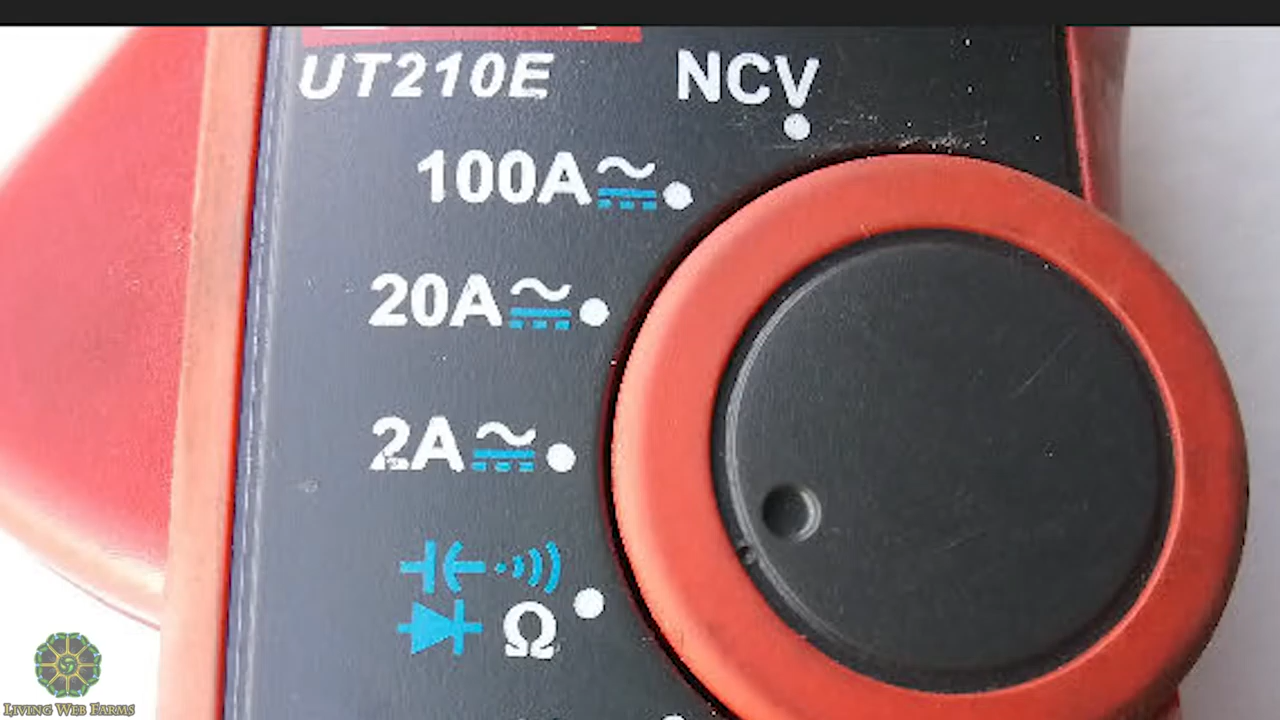 UT210E
NCV
100A
20A
2A
Ω
LIVING WEB FARMS